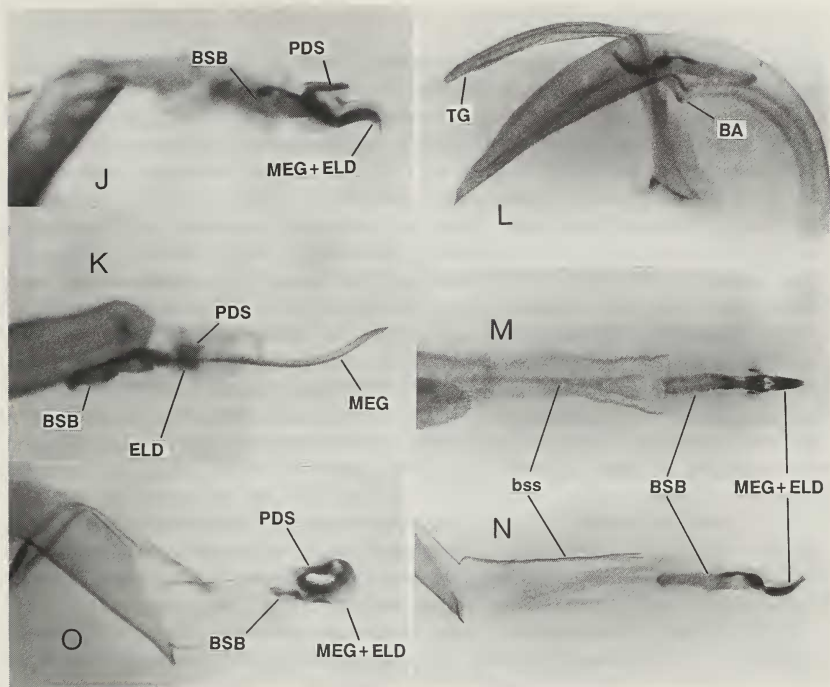 BSB
PDS
J
MEG+ELD
TG
BA
L
K
PDS
BSB
ELD
MEG
M
bss
BSB
MEG+ELD
N
PDS
BSB
MEG+ELD
O